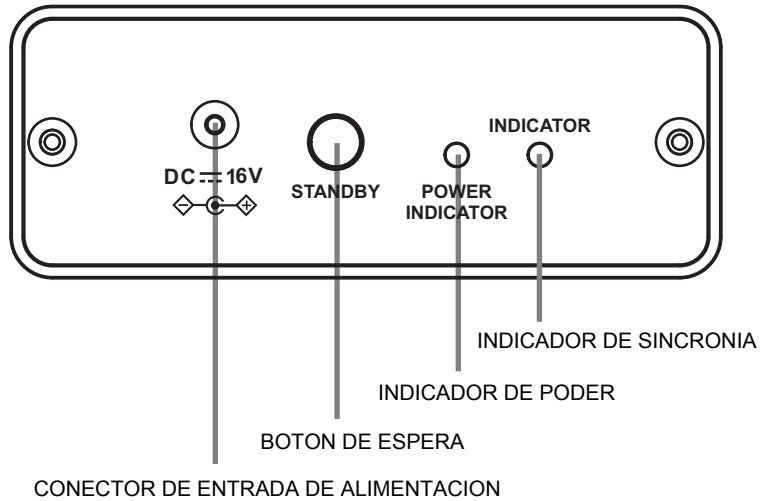 INDICATOR
DC 16V
STANDBY
POWER
INDICATOR
INDICADOR DE SINCRONIA
INDICADOR DE PODER
BOTON DE ESPERA
CONECTOR DE ENTRADA DE ALIMENTACION